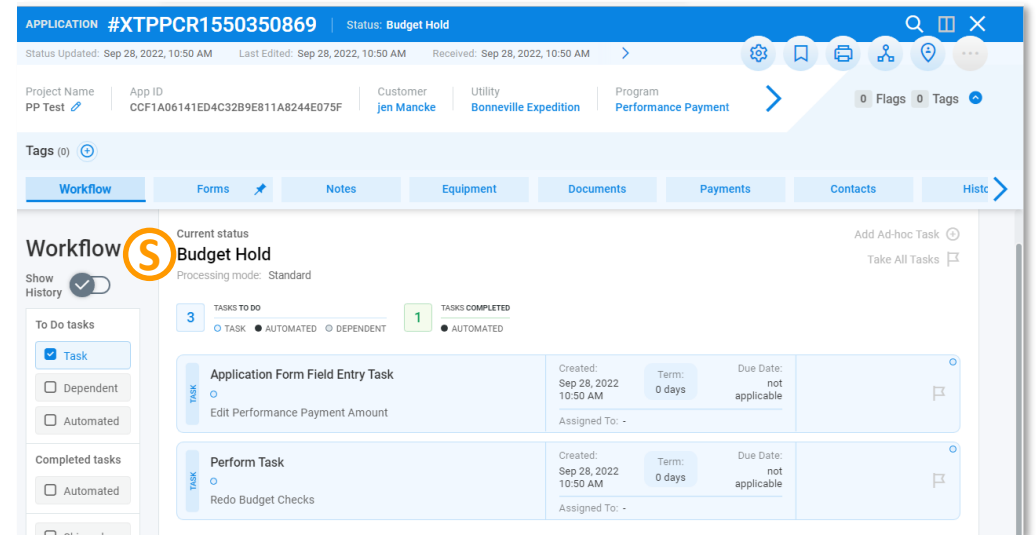 APPLICATION #XTPPCR1550350869 Status: Budget Hold
Status Updated: Sep 28, 2022, 10:50 AM Last Edited: Sep 28, 2022, 10:50 AM Received: Sep 28, 2022, 10:50 AM
Project Name App ID Customer Utility Program
PP Test CCF1A06141ED4C32B9E811A8244E075F jen Mancke Bonneville Expedition Performance Payment
0 Flags 0 Tags
Tags (0)
Workflow Forms Notes Equipment Documents Payments Contacts Histo
Workflow
Show
History
To Do tasks
Task
Dependent
Automated
Completed tasks
Automated
S
Current status
Budget Hold
Processing mode: Standard
Add Ad-hoc Task
Take All Tasks
3 TASKS TO DO
TASK AUTOMATED DEPENDENT
1 TASKS COMPLETED
AUTOMATED
TASK
Application Form Field Entry Task
Edit Performance Payment Amount
Created:
Sep 28, 2022
10:50 AM
Term:
0 days
Due Date:
not
applicable
Assigned To: -
TASK
Perform Task
Redo Budget Checks
Created:
Sep 28, 2022
10:50 AM
Term:
0 days
Due Date:
not
applicable
Assigned To: -